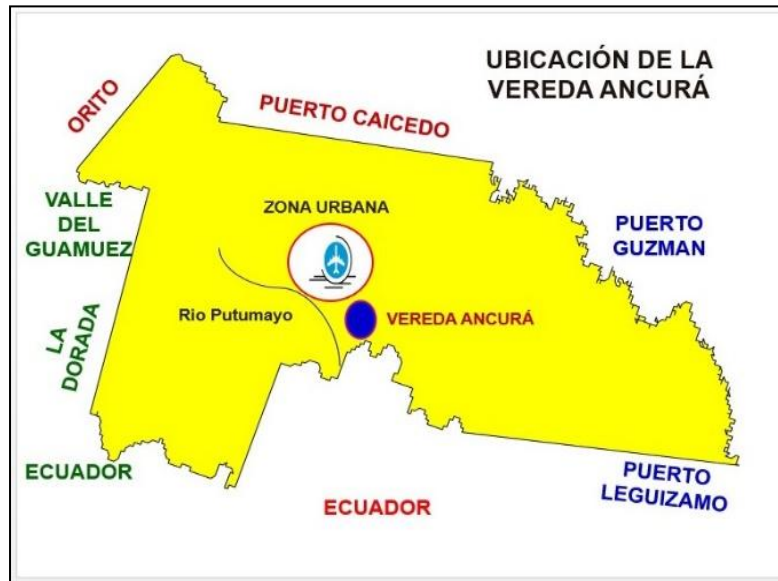 UBICACIÓN DE LA
VEREDA ANCURÁ
ORITO
PUERTO CAICEDO
VALLE
DEL
GUAMUEZ
ZONA URBANA
PUERTO
GUZMAN
Rio Putumayo
VEREDA ANCURÁ
LA
DORADA
ECUADOR
ECUADOR
PUERTO
LEGUIZAMO